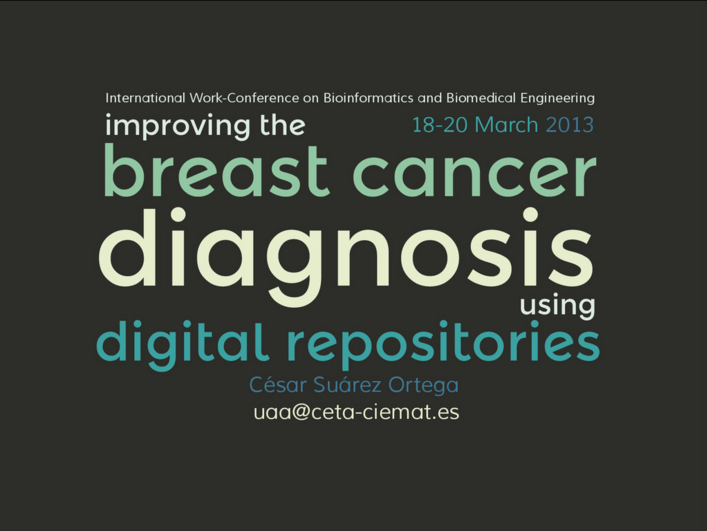 International Work-Conference on Bioinformatics and Biomedical Engineering
improving the 18-20 March 2013
breast cancer
diagnosis
using
digital repositories
César Suárez Ortega
uaa@ceta-ciemat.es